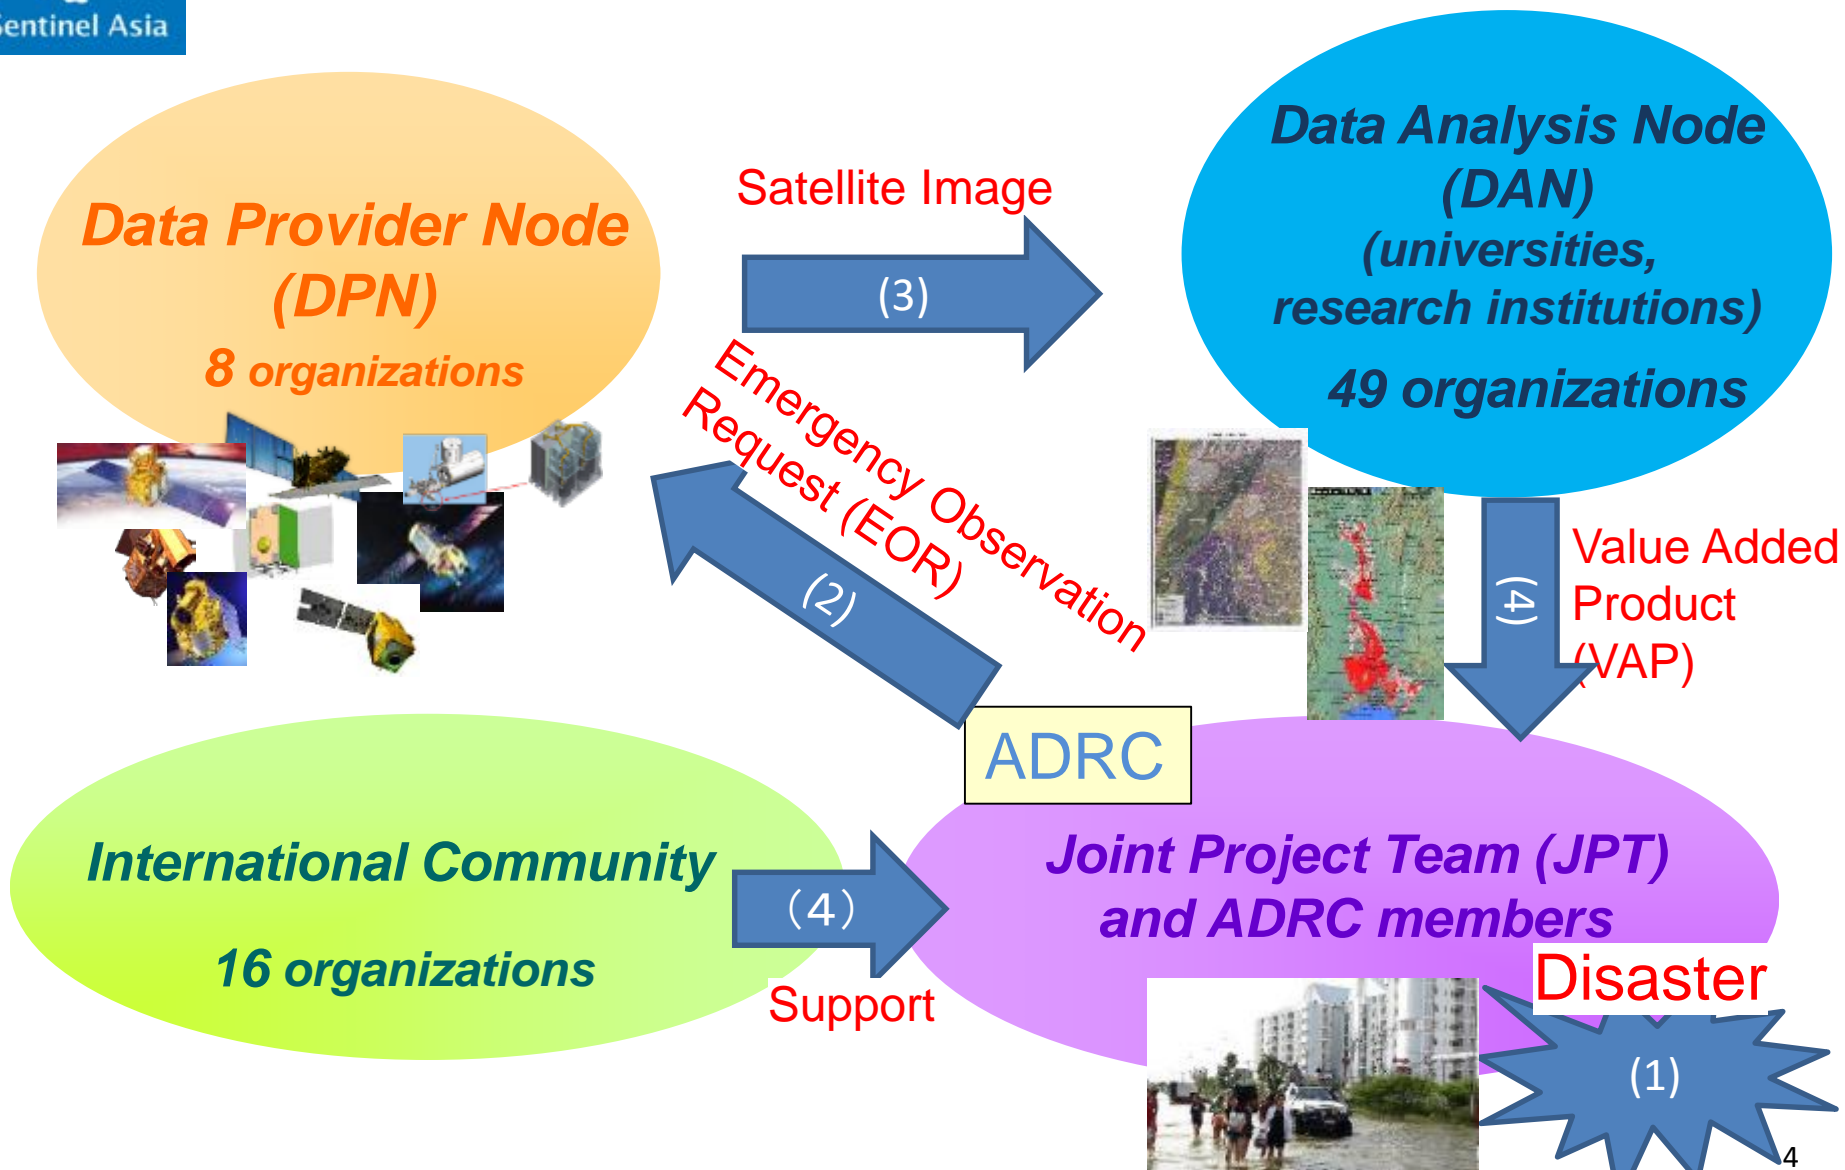 Sentinel Asia
Data Provider Node
(DPN)
8 organizations
Satellite Image
(3)
Data Analysis Node
(DAN)
(universities,
research institutions)
49 organizations
Emergency Observation
Request (EOR)
(2)
(4)
Value Added
Product
(VAP)
ADRC
International Community
16 organizations
(4)
Support
Joint Project Team (JPT)
and ADRC members
Disaster
(1)
4